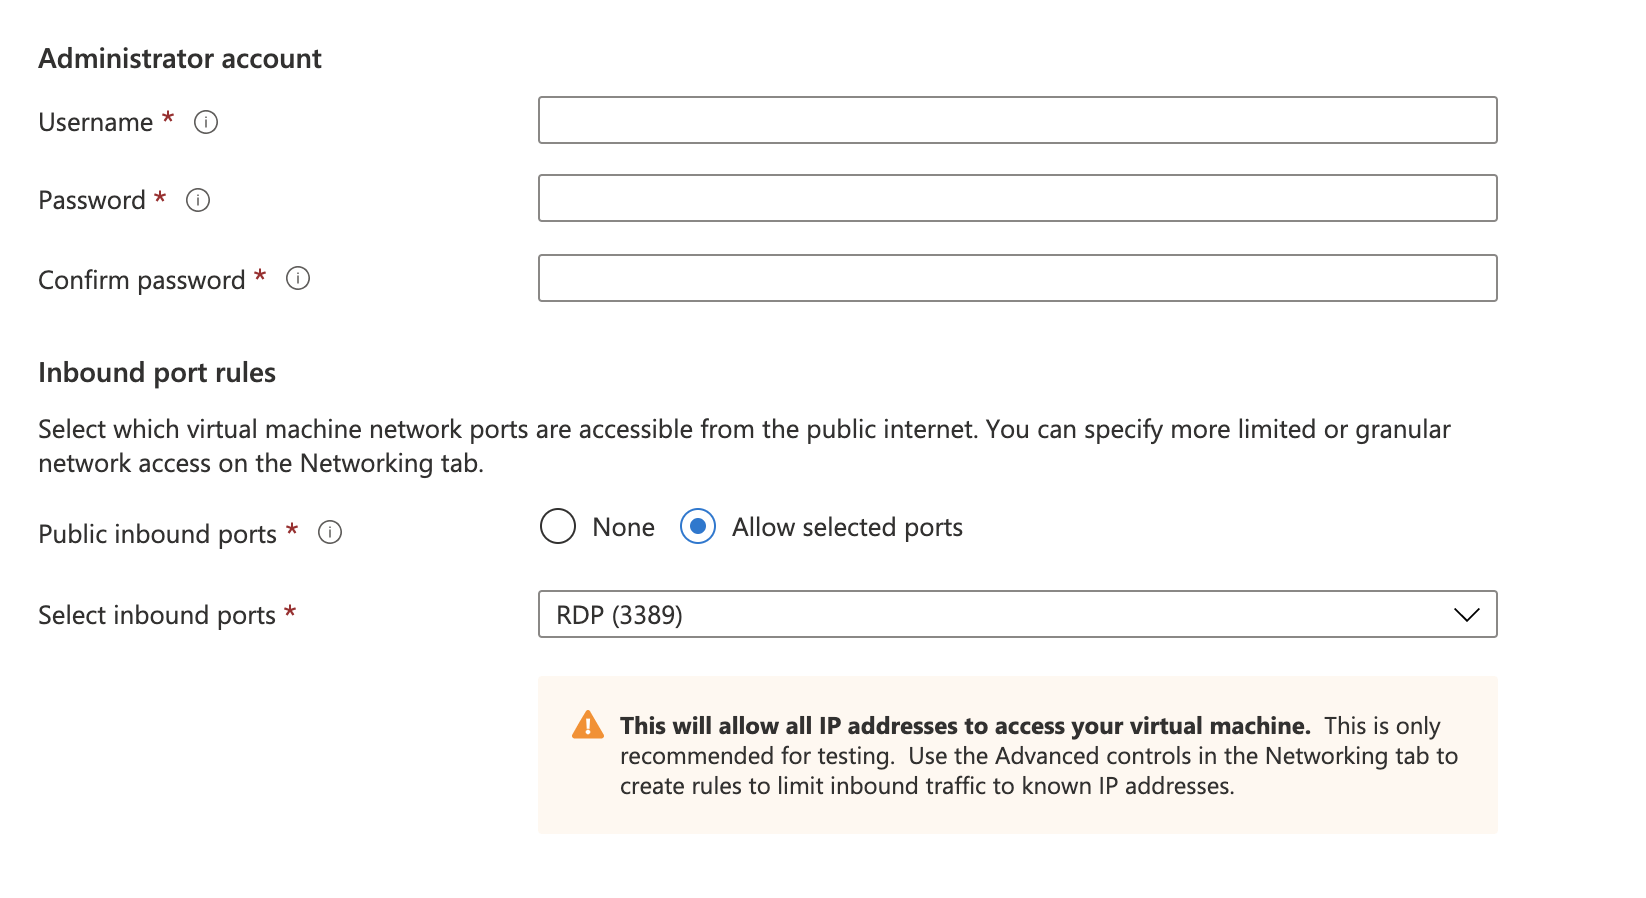 Administrator account
Username *
Password *
Confirm password *
Inbound port rules
Select which virtual machine network ports are accessible from the public internet. You can specify more limited or granular
network access on the Networking tab.
Public inbound ports * None Allow selected ports
Select inbound ports * RDP (3389)
This will allow all IP addresses to access your virtual machine. This is only
recommended for testing. Use the Advanced controls in the Networking tab to
create rules to limit inbound traffic to known IP addresses.